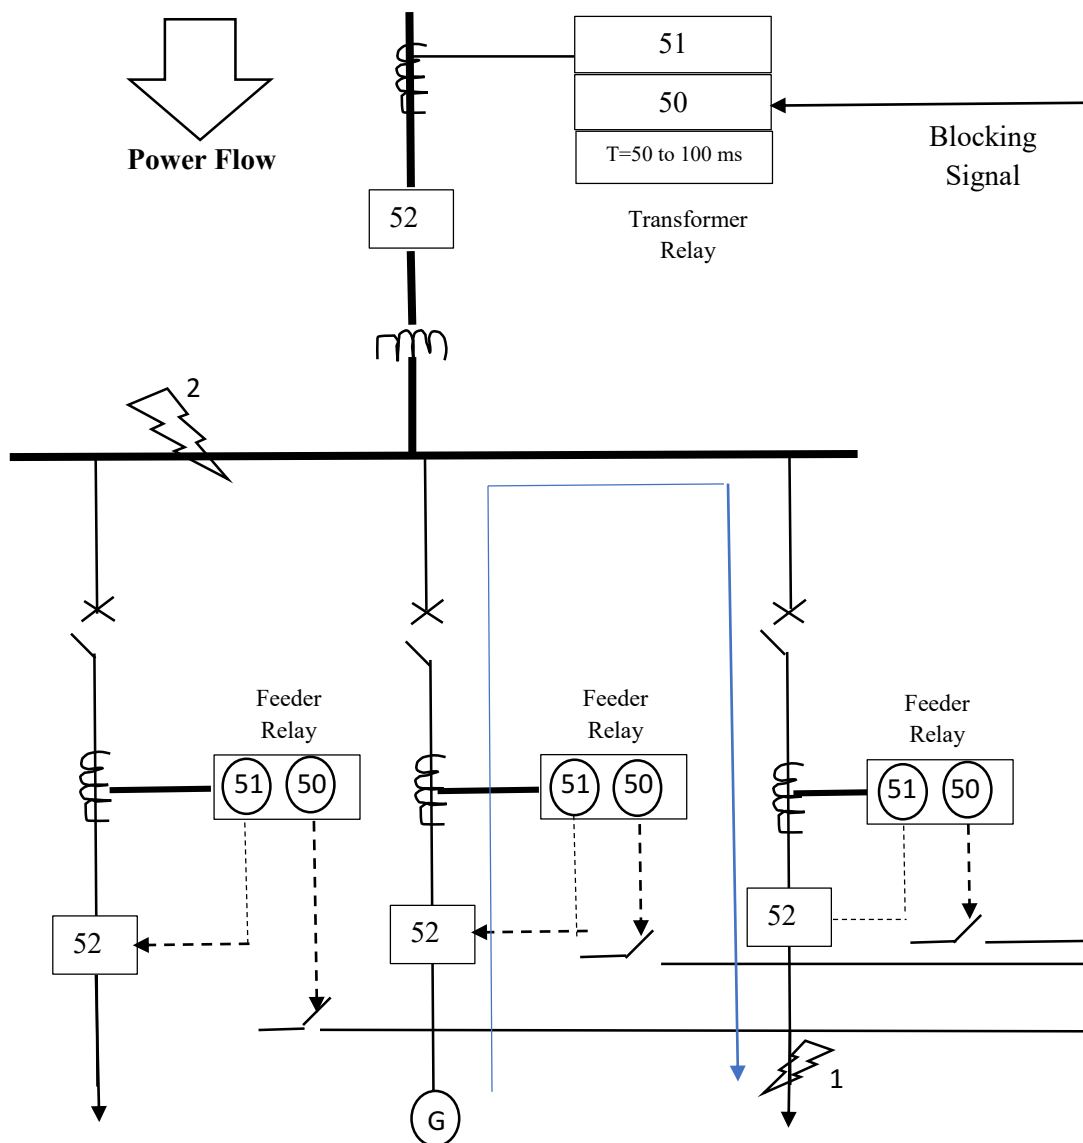 51
50
T=50 to 100 ms
Power Flow
Blocking
Signal
52
Transformer
Relay
2
Feeder
Relay
Feeder
Relay
Feeder
Relay
51 50
51 50
51 50
52
52
52
1
G